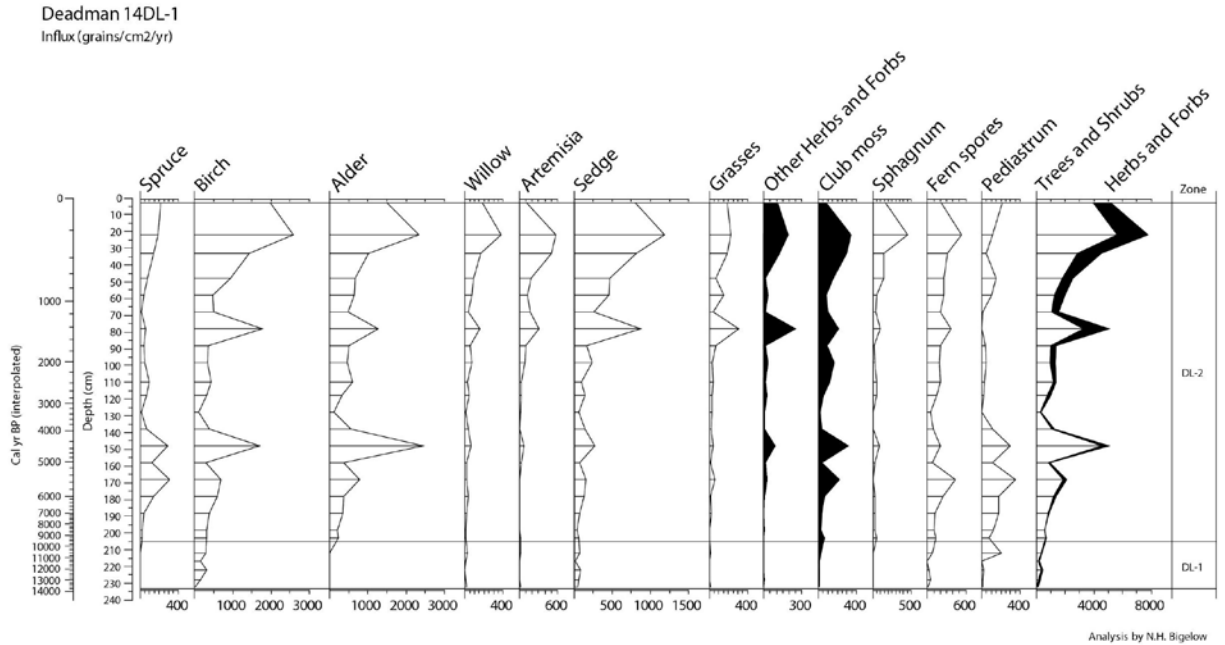 Deadman 14DL-1
Influx (grains/cm2/yr)
Spruce
Birch
Alder
Willow
Artemisia
Sedge
Grasses
Other Herbs and Forbs
Club moss
Sphagnum
Fern spores
Pediastrum
Trees and Shrubs
Herbs and Forbs
Zone
Cal yr BP (interpolated)
0
1000
2000
3000
4000
5000
6000
7000
8000
9000
10000
11000
12000
13000
14000
Depth (cm)
0
10
20
30
40
50
60
70
80
90
100
110
120
130
140
150
160
170
180
190
200
210
220
230
240
DL-2
DL-1
400 1000 2000 3000 1000 2000 3000 400 600 500 1000 1500 400 300 400 500 600 400 4000 8000
Analysis by N.H. Bigelow